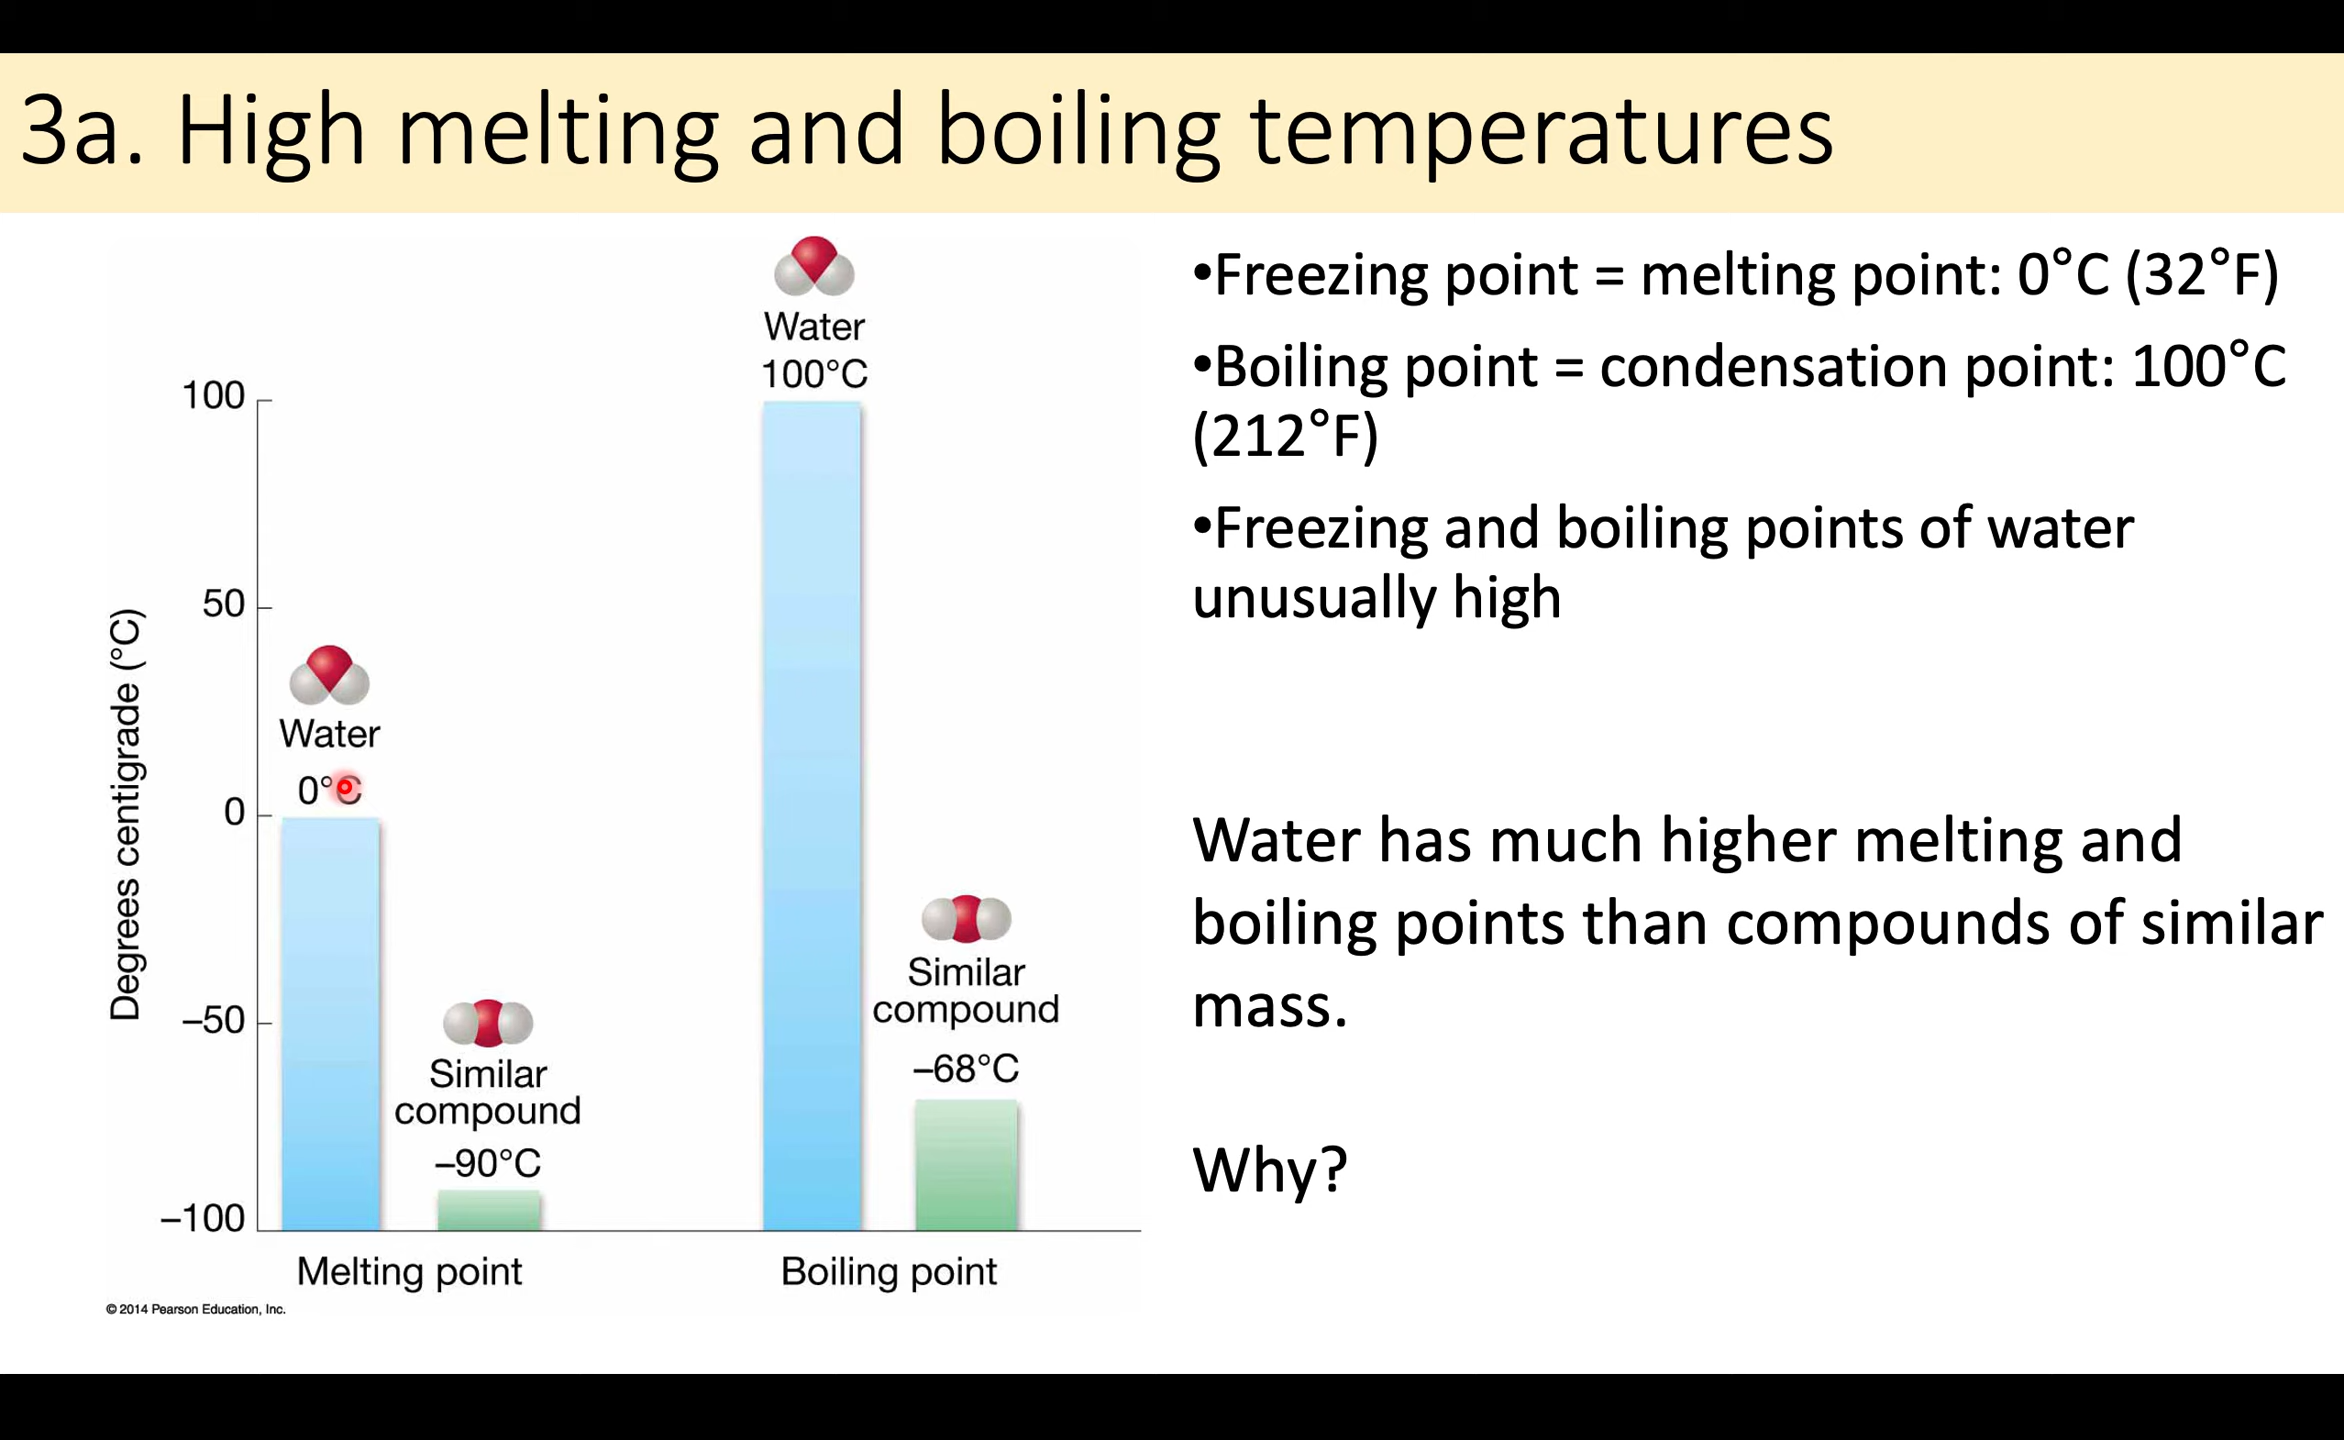 3a. High melting and boiling temperatures
Water
100°C
100
50
Water
0°C
0
Degrees centigrade (°C)
–50
Similar
compound
–90°C
Similar
compound
–68°C
–100
Melting point
Boiling point
© 2014 Pearson Education, Inc.
•Freezing point = melting point: 0°C (32°F)
•Boiling point = condensation point: 100°C
(212°F)
•Freezing and boiling points of water
unusually high
Water has much higher melting and
boiling points than compounds of similar
mass.
Why?